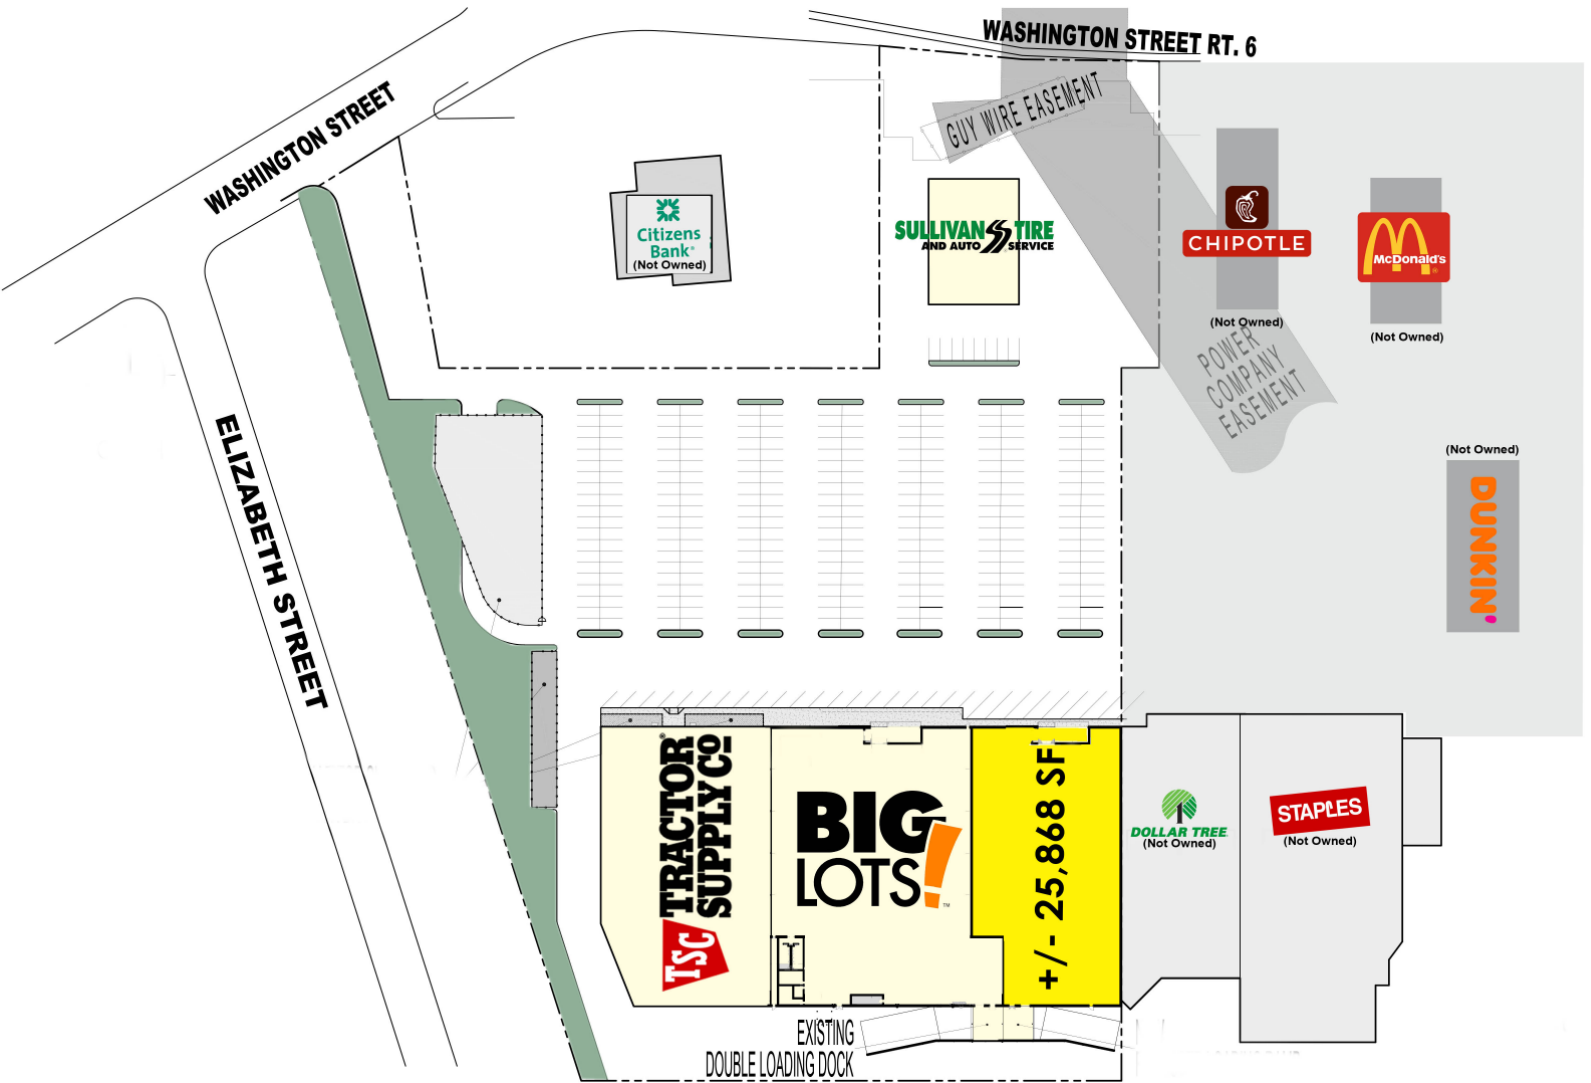 WASHINGTON STREET RT. 6
WASHINGTON STREET
GUY WIRE EASEMENT
Citizens
Bank®
(Not Owned)
SULLIVAN TIRE
AND AUTO SERVICE
CHIPOTLE
(Not Owned)
McDonald's
(Not Owned)
POWER
COMPANY
EASEMENT
ELIZABETH STREET
(Not Owned)
DUNKIN'
TRACTOR
SUPPLY CO
TSC
BIG
LOTS!
TM
+/- 25,868 SF
DOLLAR TREE
(Not Owned)
STAPLES
(Not Owned)
EXISTING
DOUBLE LOADING DOCK